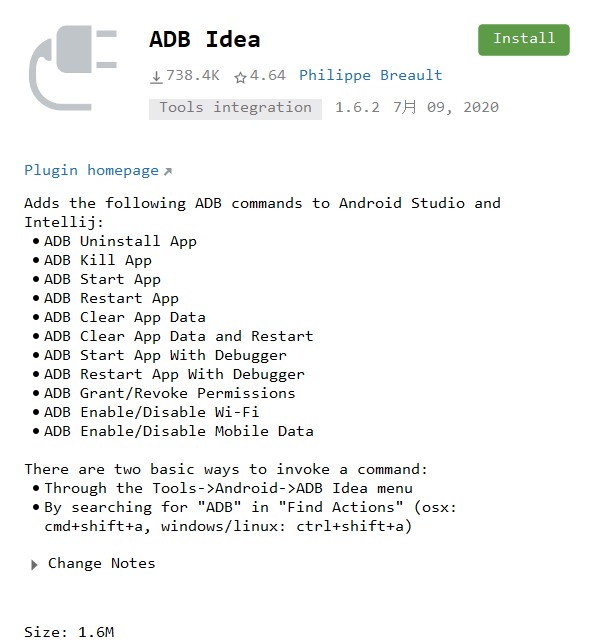 ADB Idea
Install
738.4K 4.64 Philippe Breault
Tools integration 1.6.2 7月 09, 2020
Plugin homepage
Adds the following ADB commands to Android Studio and
Intellij:
• ADB Uninstall App
• ADB Kill App
• ADB Start App
• ADB Restart App
• ADB Clear App Data
• ADB Clear App Data and Restart
• ADB Start App With Debugger
• ADB Restart App With Debugger
• ADB Grant/Revoke Permissions
• ADB Enable/Disable Wi-Fi
• ADB Enable/Disable Mobile Data
There are two basic ways to invoke a command:
• Through the Tools->Android->ADB Idea menu
• By searching for "ADB" in "Find Actions" (osx:
cmd+shift+a, windows/linux: ctrl+shift+a)
Change Notes
Size: 1.6M